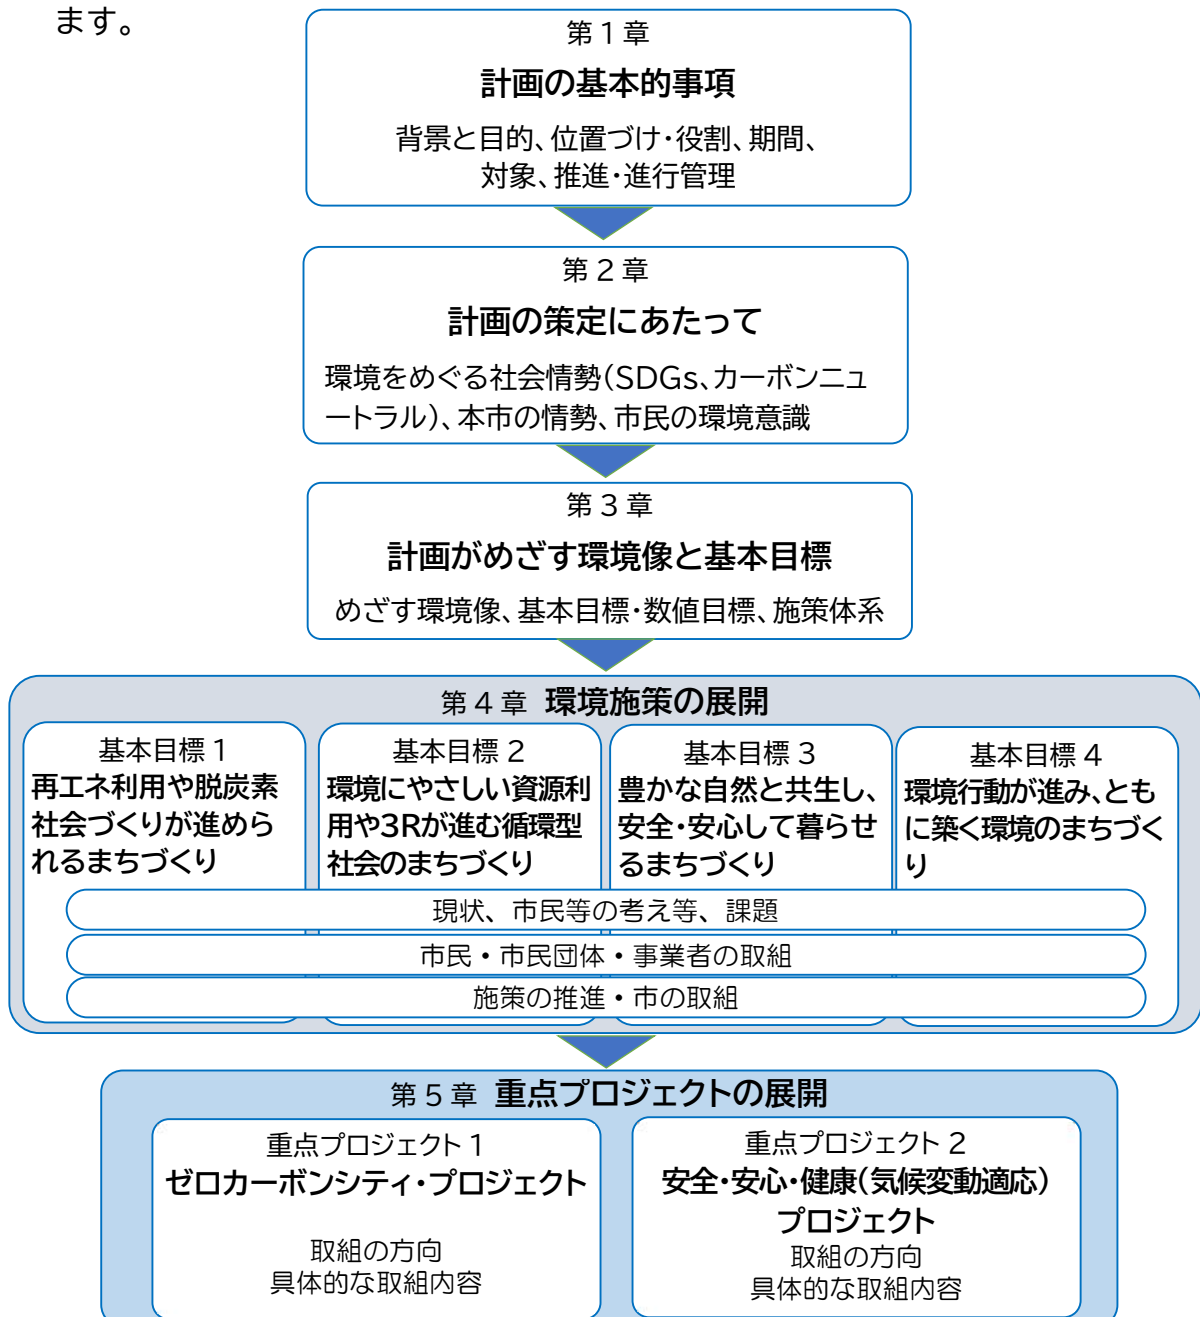 ます。
第1章
計画の基本的事項
背景と目的、位置づけ・役割、期間、
対象、推進・進行管理
第2章
計画の策定にあたって
環境をめぐる社会情勢(SDGs、カーボンニュ
ートラル)、本市の情勢、市民の環境意識
第3章
計画がめざす環境像と基本目標
めざす環境像、基本目標・数値目標、施策体系
第4章 環境施策の展開
基本目標1
再エネ利用や脱炭素
社会づくりが進めら
れるまちづくり
基本目標2
環境にやさしい資源利
用や3Rが進む循環型
社会のまちづくり
基本目標3
豊かな自然と共生し、
安全・安心して暮らせ
るまちづくり
基本目標4
環境行動が進み、とも
に築く環境のまちづく
り
現状、市民等の考え等、課題
市民・市民団体・事業者の取組
施策の推進・市の取組
第5章 重点プロジェクトの展開
重点プロジェクト1
ゼロカーボンシティ・プロジェクト
取組の方向
具体的な取組内容
重点プロジェクト2
安全・安心・健康(気候変動適応)
プロジェクト
取組の方向
具体的な取組内容